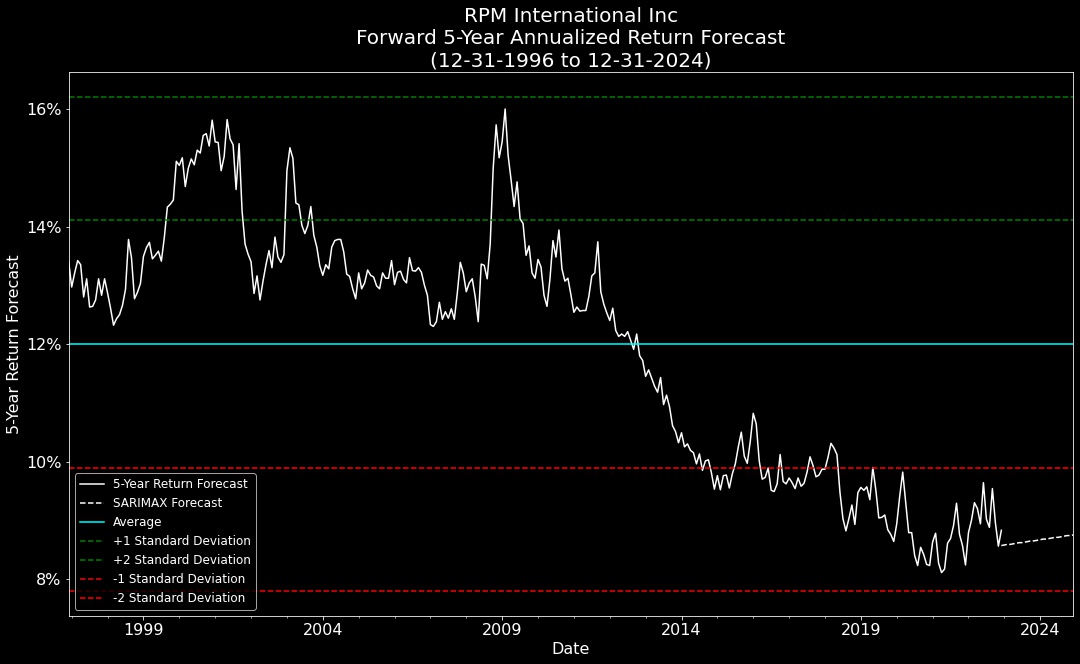 RPM International Inc
Forward 5-Year Annualized Return Forecast
(12-31-1996 to 12-31-2024)
5-Year Return Forecast
16%
14%
12%
10%
8%
5-Year Return Forecast
SARIMAX Forecast
Average
+1 Standard Deviation
+2 Standard Deviation
-1 Standard Deviation
-2 Standard Deviation
1999
2004
2009
2014
2019
2024
Date